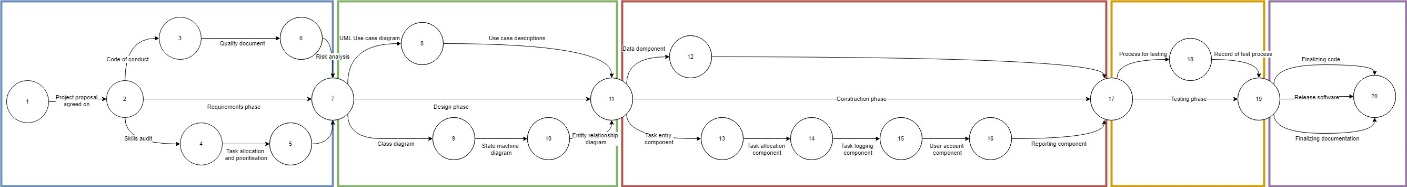 1
Project proposal
agreed on
2
Code of conduct
3
Quality document
6
Risk analysis
Requirements phase
Skills audit
4
Task allocation
and prioritisation
5
7
UML Use case diagram
8
Use case descriptions
Design phase
Class diagram
9
State machine
diagram
10
Entity relationship
diagram
11
Data domponent
12
Construction phase
Task entry
component
13
Task allocation
component
14
Task logging
component
15
User account
component
16
Reporting component
17
Process for testing
18
Record of test process
Testing phase
19
Finalizing code
Release software
Finalizing documentation
20